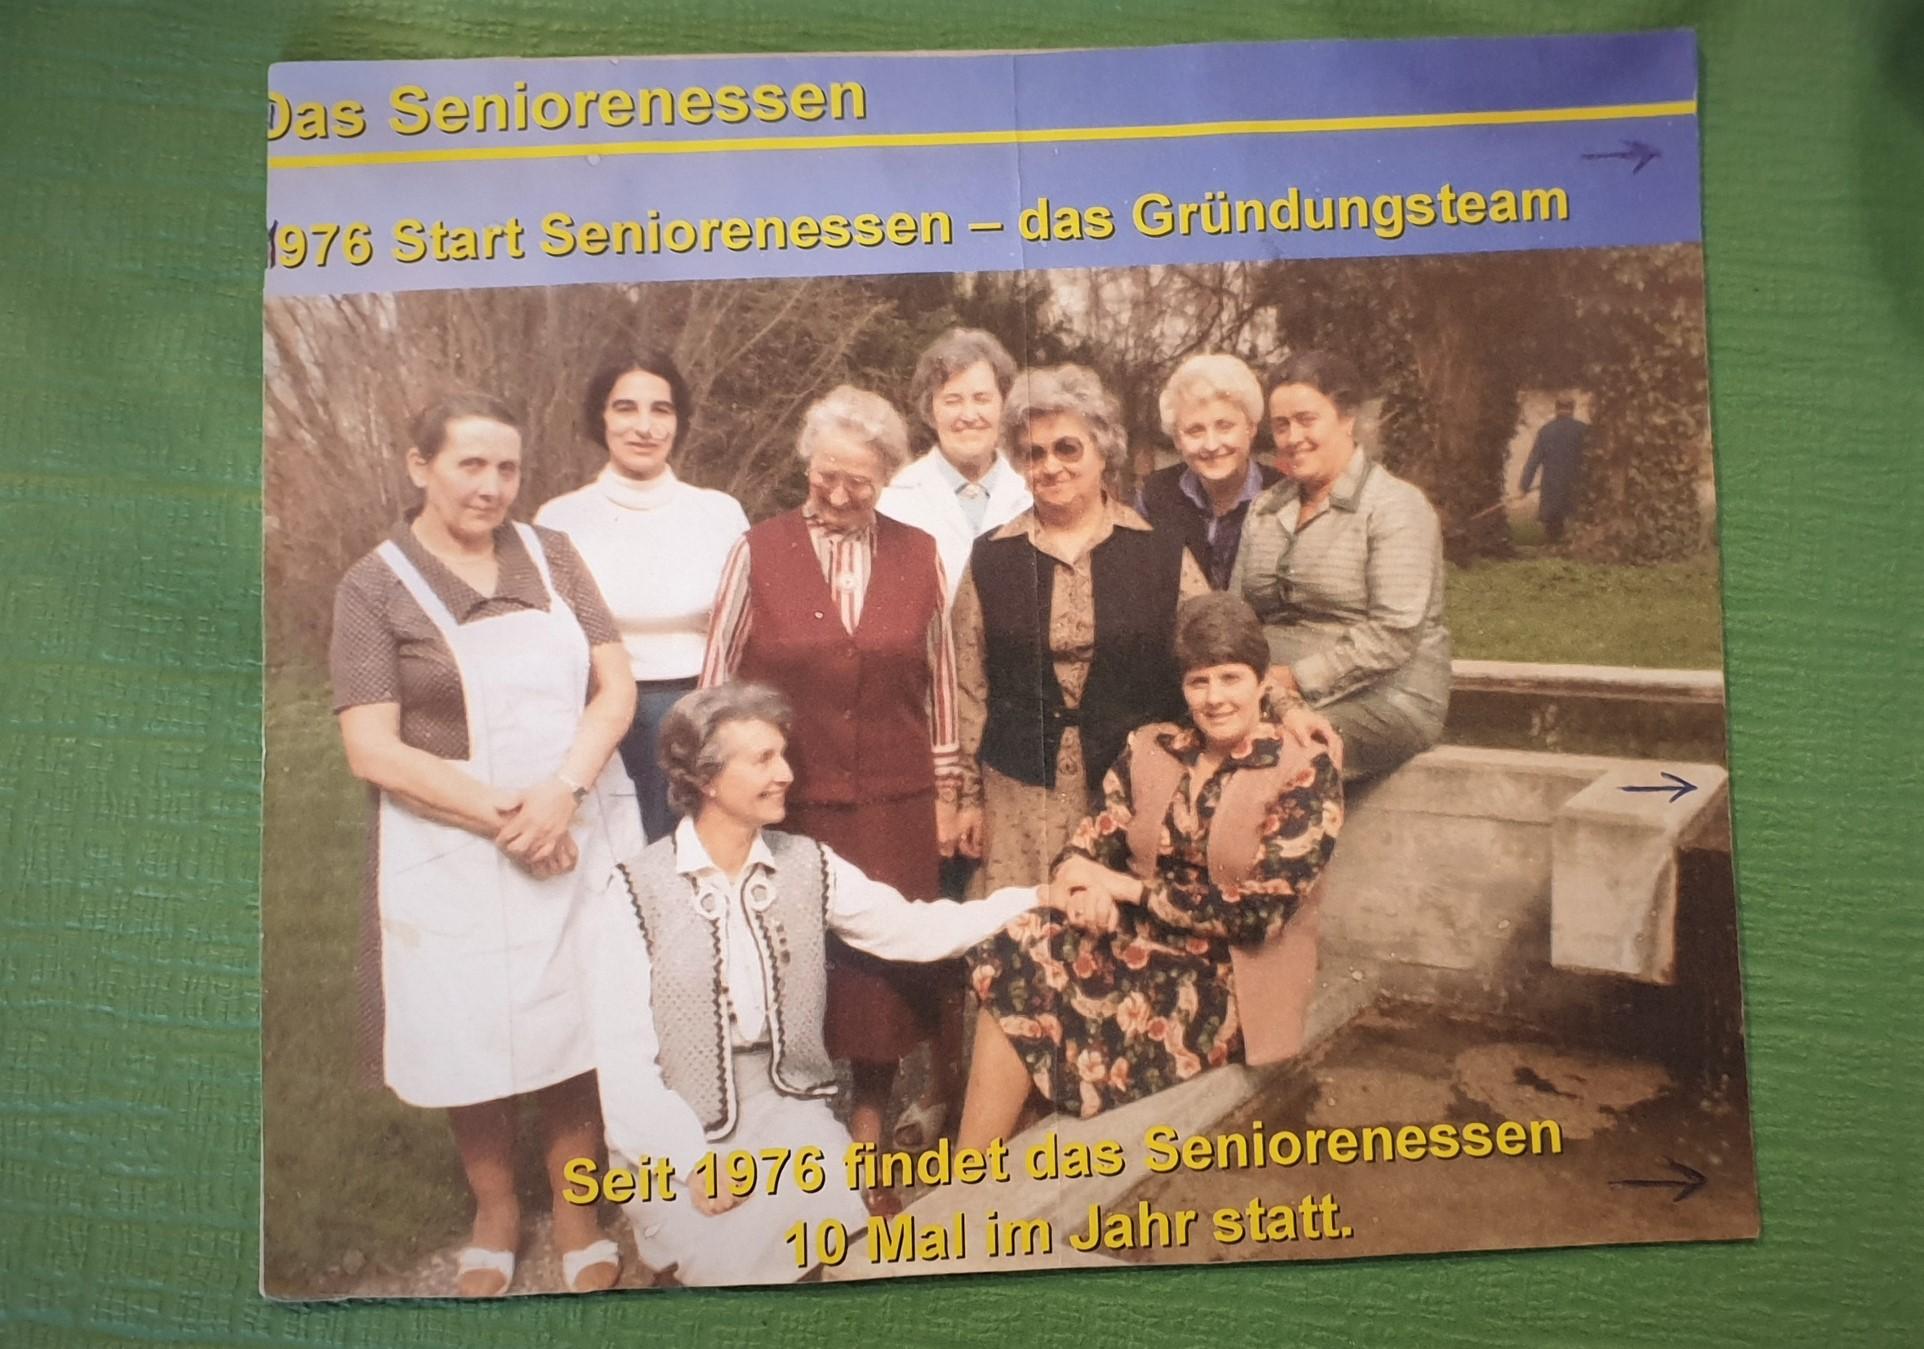 Das Seniorenessen
1976 Start Seniorenessen – das Gründungsteam
Seit 1976 findet das Seniorenessen
10 Mal im Jahr statt.